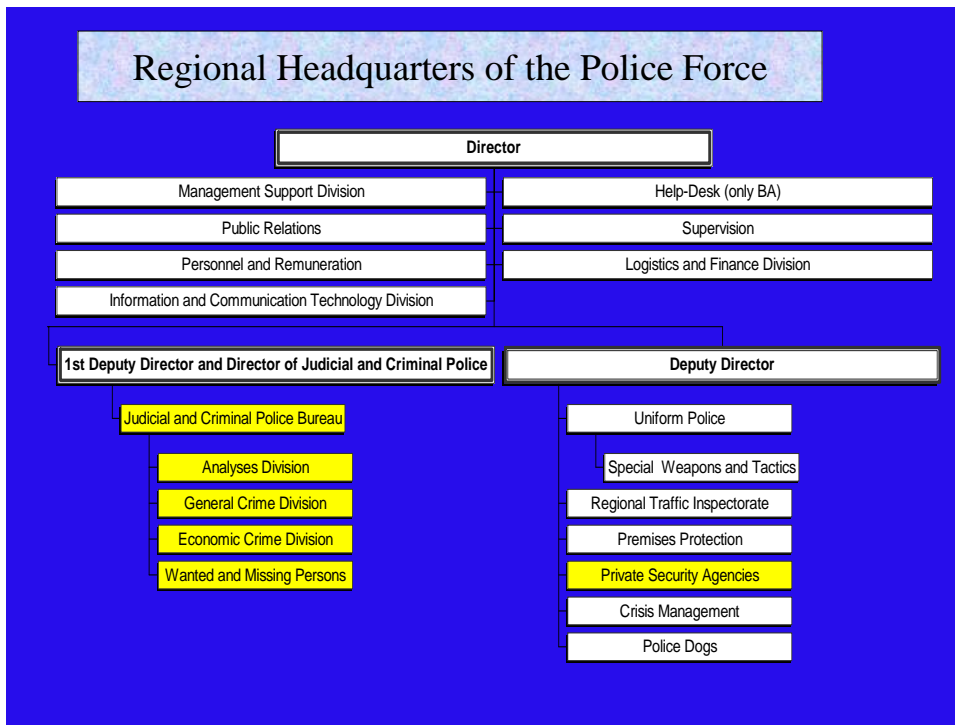 Regional Headquarters of the Police Force
Director
Management Support Division
Help-Desk (only BA)
Public Relations
Supervision
Personnel and Remuneration
Logistics and Finance Division
Information and Communication Technology Division
1st Deputy Director and Director of Judicial and Criminal Police
Deputy Director
Judicial and Criminal Police Bureau
Analyses Division
General Crime Division
Economic Crime Division
Wanted and Missing Persons
Uniform Police
Special Weapons and Tactics
Regional Traffic Inspectorate
Premises Protection
Private Security Agencies
Crisis Management
Police Dogs